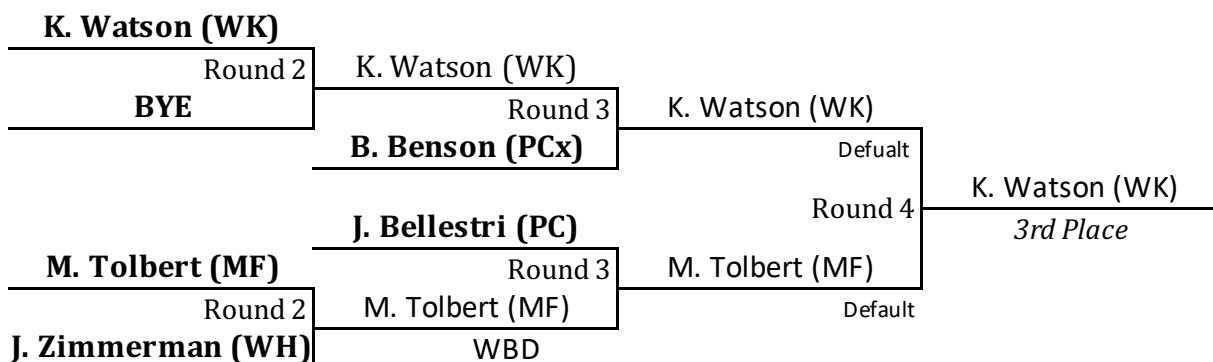 K. Watson (WK)
Round 2
BYE
K. Watson (WK)
Round 3
B. Benson (PCx)
K. Watson (WK)
Defualt
Round 4
K. Watson (WK)
3rd Place
J. Bellestri (PC)
Round 3
M. Tolbert (MF)
Default
M. Tolbert (MF)
Round 2
J. Zimmerman (WH)
M. Tolbert (MF)
WBD